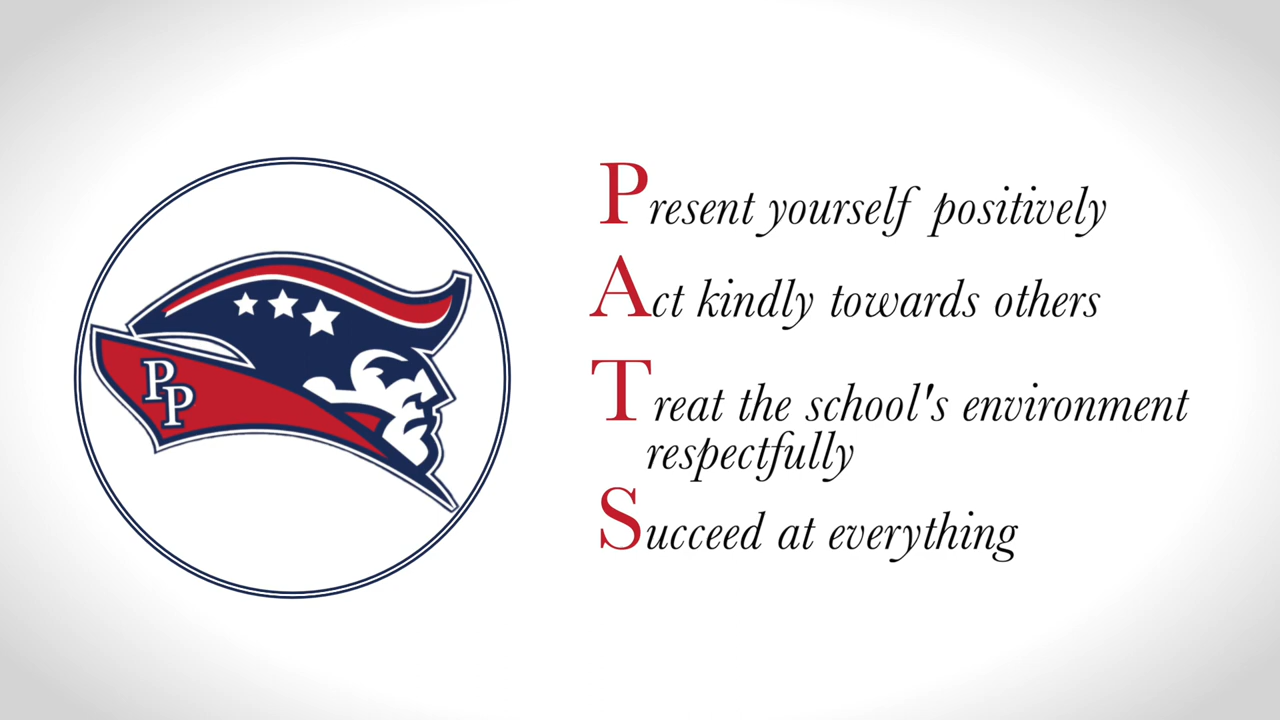 PP
Present yourself positively
Act kindly towards others
Treat the school's environment
respectfully
Succeed at everything